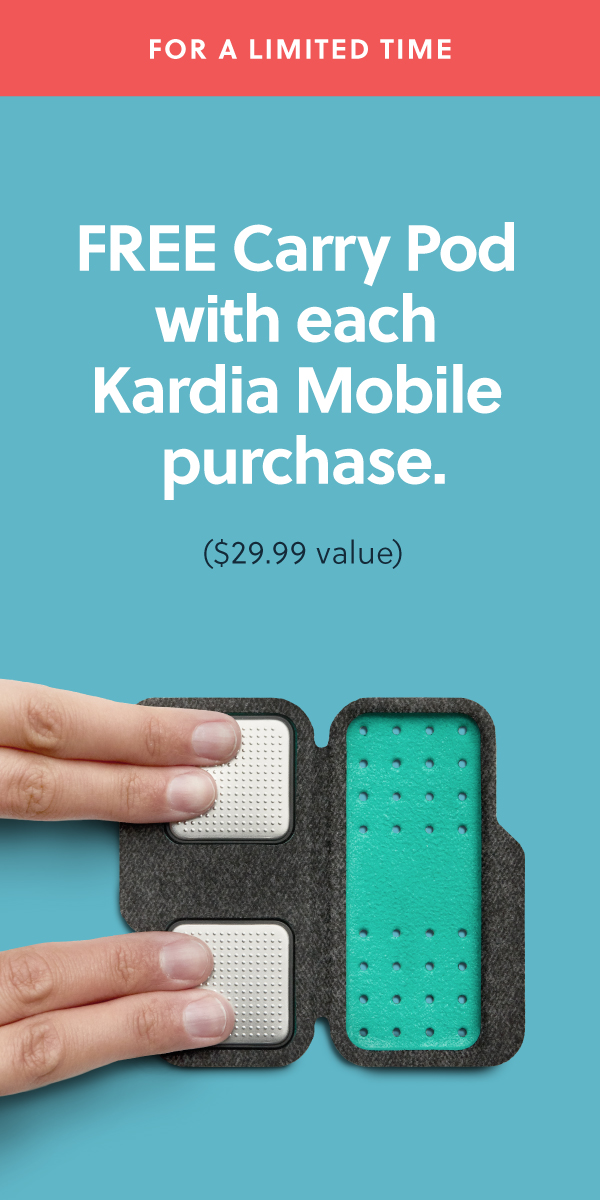 FOR A LIMITED TIME
FREE Carry Pod
with each
Kardia Mobile
purchase.
($29.99 value)